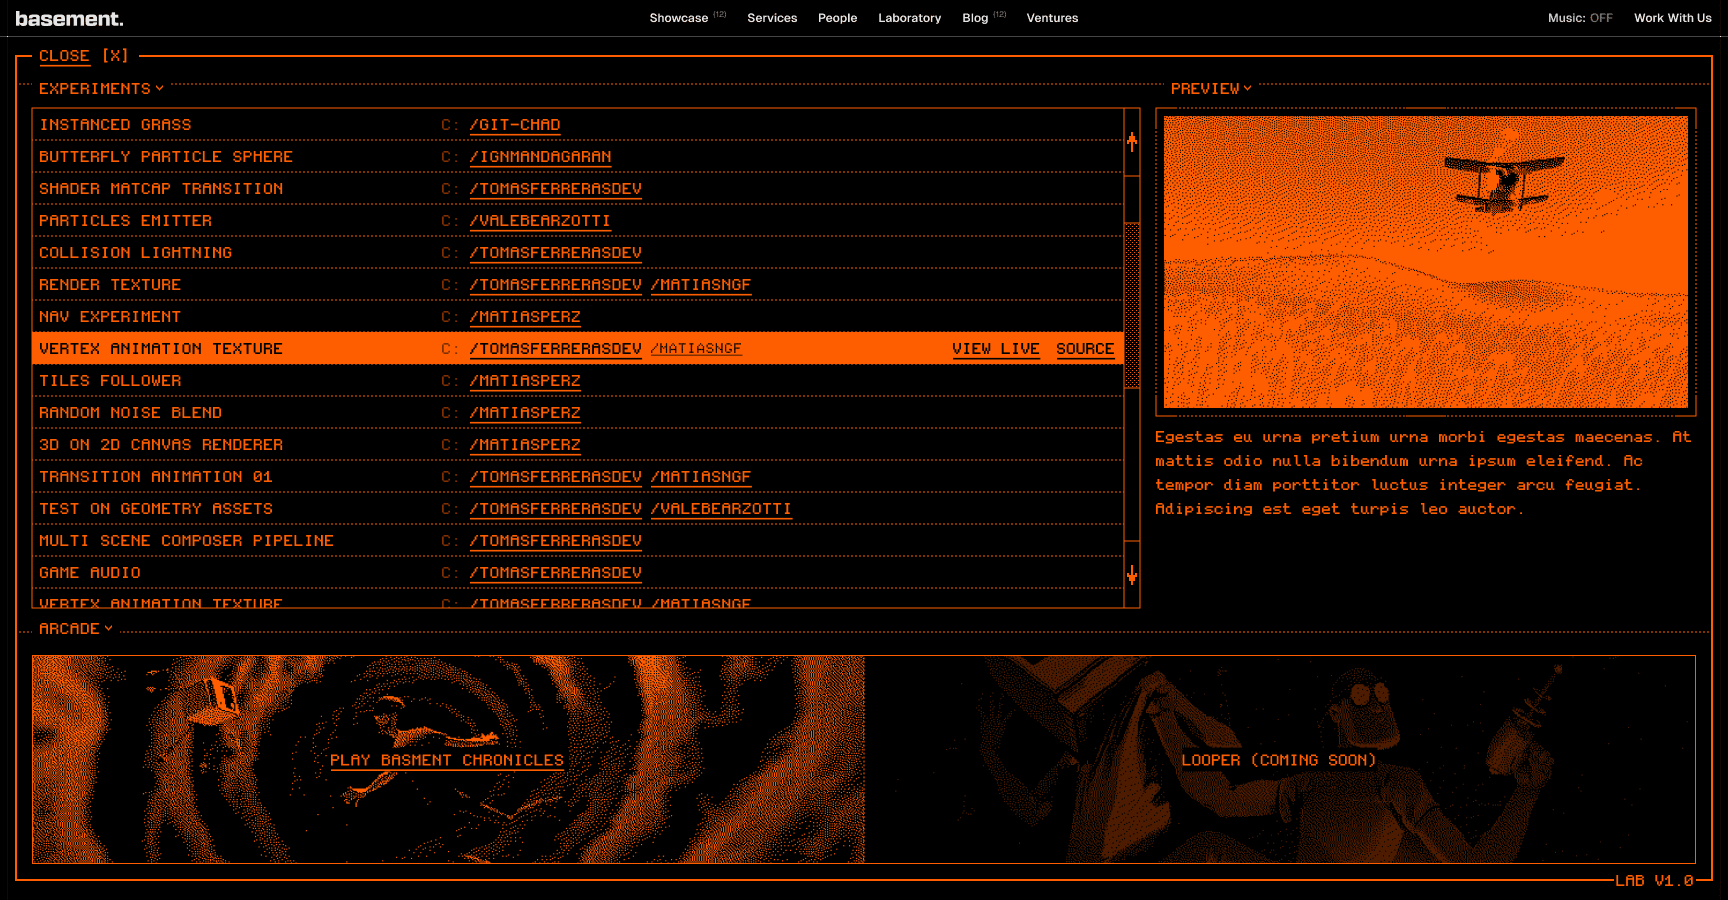 basement.
Showcase (12) Services People Laboratory Blog (12) Ventures
Music: OFF Work With Us
CLOSE [X]
EXPERIMENTS
INSTANCED GRASS C: /GIT-CHAD
BUTTERFLY PARTICLE SPHERE C: /IGNMANDAGARAN
SHADER MATCAP TRANSITION C: /TOMASFERRERASDEV
PARTICLES EMITTER C: /VALEBEARZOTTI
COLLISION LIGHTNING C: /TOMASFERRERASDEV
RENDER TEXTURE C: /TOMASFERRERASDEV /MATIASNGF
NAV EXPERIMENT C: /MATIASPERZ
VERTEX ANIMATION TEXTURE C: /TOMASFERRERASDEV /MATIASNGF VIEW LIVE SOURCE
TILES FOLLOWER C: /MATIASPERZ
RANDOM NOISE BLEND C: /MATIASPERZ
3D ON 2D CANVAS RENDERER C: /MATIASPERZ
TRANSITION ANIMATION 01 C: /TOMASFERRERASDEV /MATIASNGF
TEST ON GEOMETRY ASSETS C: /TOMASFERRERASDEV /VALEBEARZOTTI
MULTI SCENE COMPOSER PIPELINE C: /TOMASFERRERASDEV
GAME AUDIO C: /TOMASFERRERASDEV
VERTEX ANIMATION TEXTURE C: /TOMASFERRERASDEV /MATIASNGF
PREVIEW
Egestas eu urna pretium urna morbi egestas maecenas. At
mattis odio nulla bibendum urna ipsum eleifend. Ac
tempor diam porttitor luctus integer arcu feugiat.
Adipiscing est eget turpis leo auctor.
ARCADE
PLAY BASMENT CHRONICLES
LOOPER (COMING SOON)
LAB V1.0